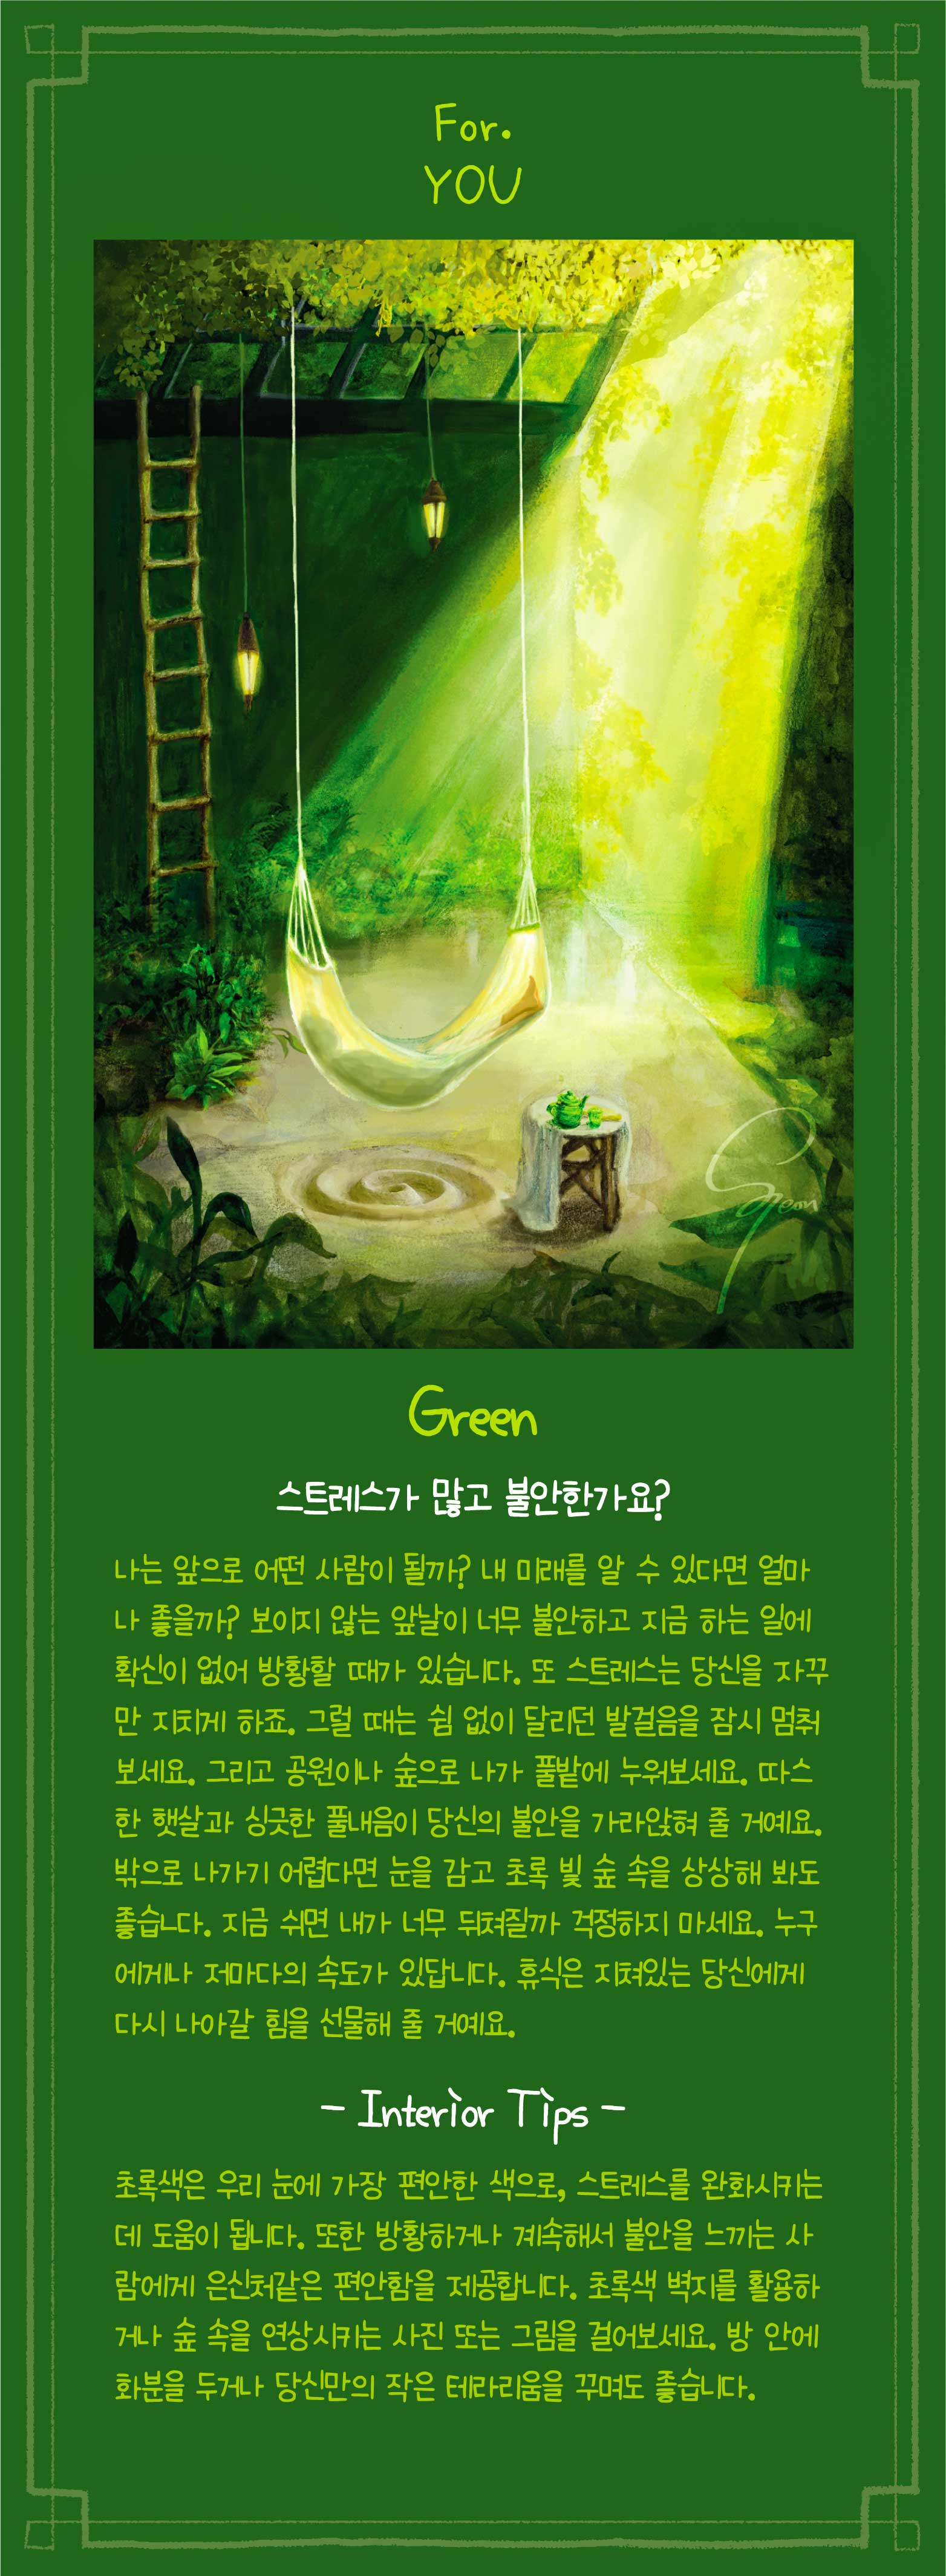 For.
YOU
Green
스트레스가 많고 불안한가요?
나는 앞으로 어떤 사람이 될까? 내 미래를 알 수 있다면 얼마
나 좋을까? 보이지 않는 앞날이 너무 불안하고 지금 하는 일에
확신이 없어 방황할 때가 있습니다. 또 스트레스는 당신을 자꾸
만 지치게 하죠. 그럴 때는 쉼 없이 달리던 발걸음을 잠시 멈춰
보세요. 그리고 공원이나 숲으로 나가 풀밭에 누워보세요. 따스
한 햇살과 싱긋한 풀내음이 당신의 불안을 가라앉혀 줄 거예요.
밖으로 나가기 어렵다면 눈을 감고 초록 빛 숲 속을 상상해 봐도
좋습니다. 지금 쉬면 내가 너무 뒤쳐질까 걱정하지 마세요. 누구
에게나 저마다의 속도가 있답니다. 휴식은 지쳐있는 당신에게
다시 나아갈 힘을 선물해 줄 거예요.
- Interior Tips -
초록색은 우리 눈에 가장 편안한 색으로, 스트레스를 완화시키는
데 도움이 됩니다. 또한 방황하거나 계속해서 불안을 느끼는 사
람에게 은신처같은 편안함을 제공합니다. 초록색 벽지를 활용하
거나 숲 속을 연상시키는 사진 또는 그림을 걸어보세요. 방 안에
화분을 두거나 당신만의 작은 테라리움을 꾸며도 좋습니다.